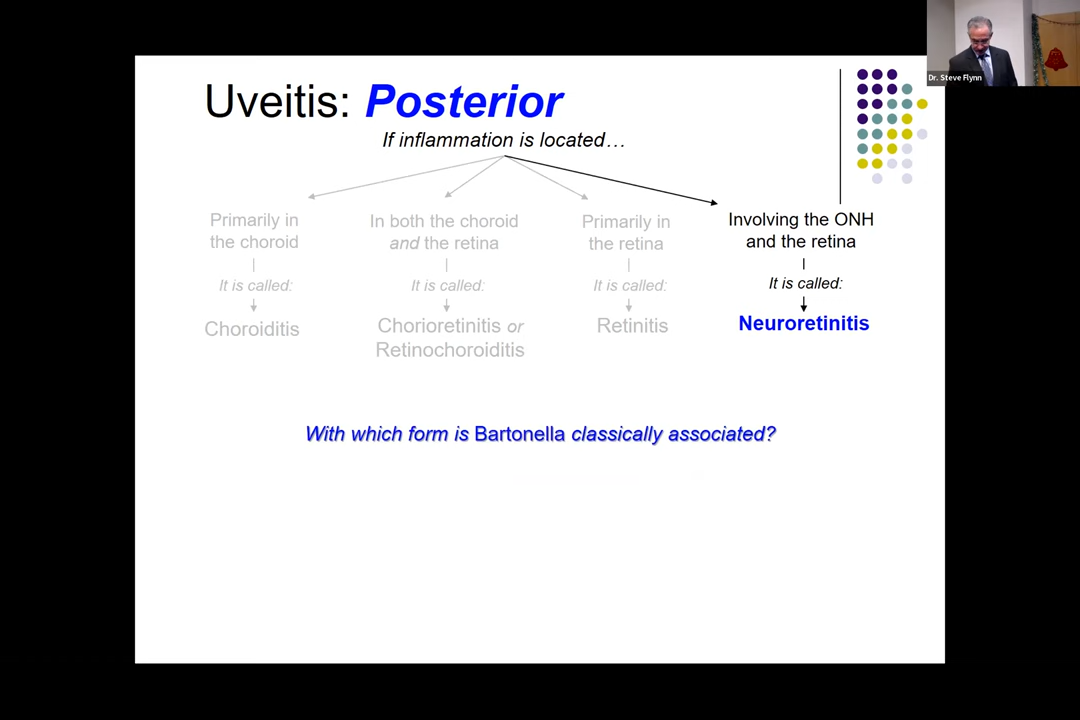 Uveitis: Posterior
If inflammation is located…
Primarily in
the choroid
It is called:
Choroiditis
In both the choroid
and the retina
It is called:
Chorioretinitis or
Retinochoroiditis
Primarily in
the retina
It is called:
Retinitis
Involving the ONH
and the retina
It is called:
Neuroretinitis
With which form is Bartonella classically associated?
Dr. Steve Flynn